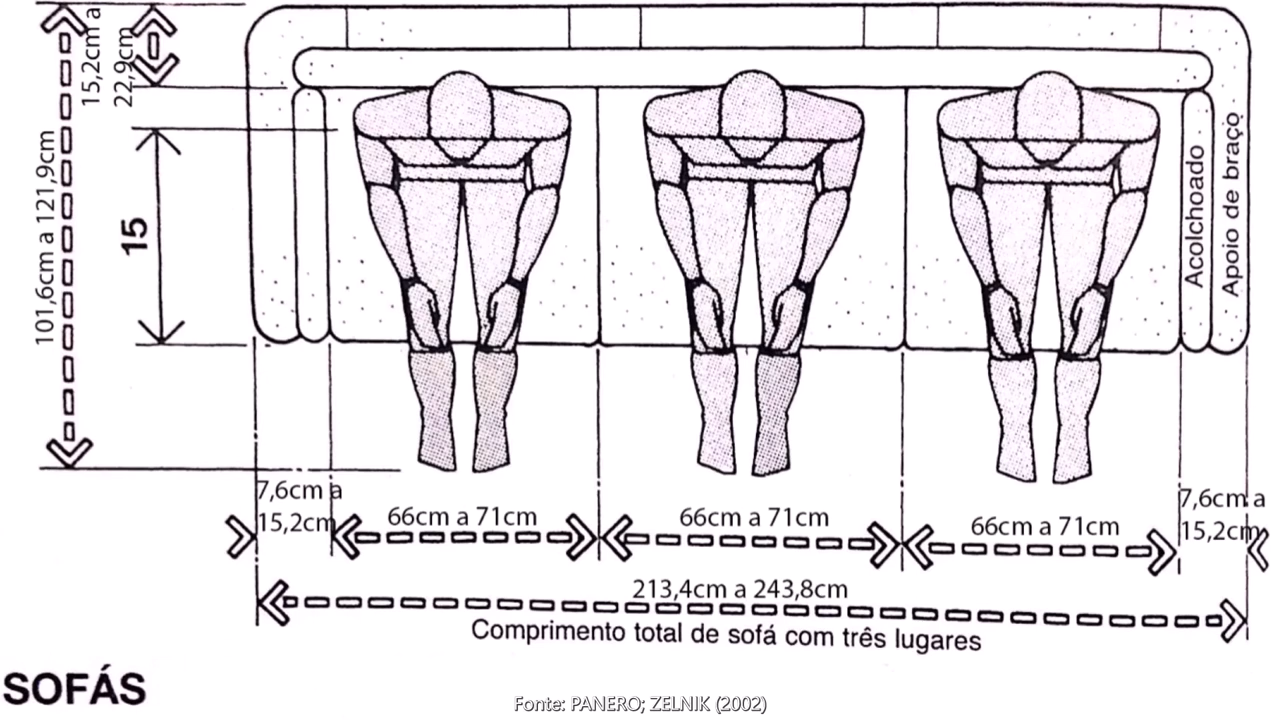 15,2cm a
22,9cm
101,6cm a 121,9cm
15
Acolchoado
Apoio de braço
7,6cm a
15,2cm
66cm a 71cm
66cm a 71cm
66cm a 71cm
7,6cm a
15,2cm
213,4cm a 243,8cm
Comprimento total de sofá com três lugares
SOFÁS
Fonte: PANERO; ZELNIK (2002)